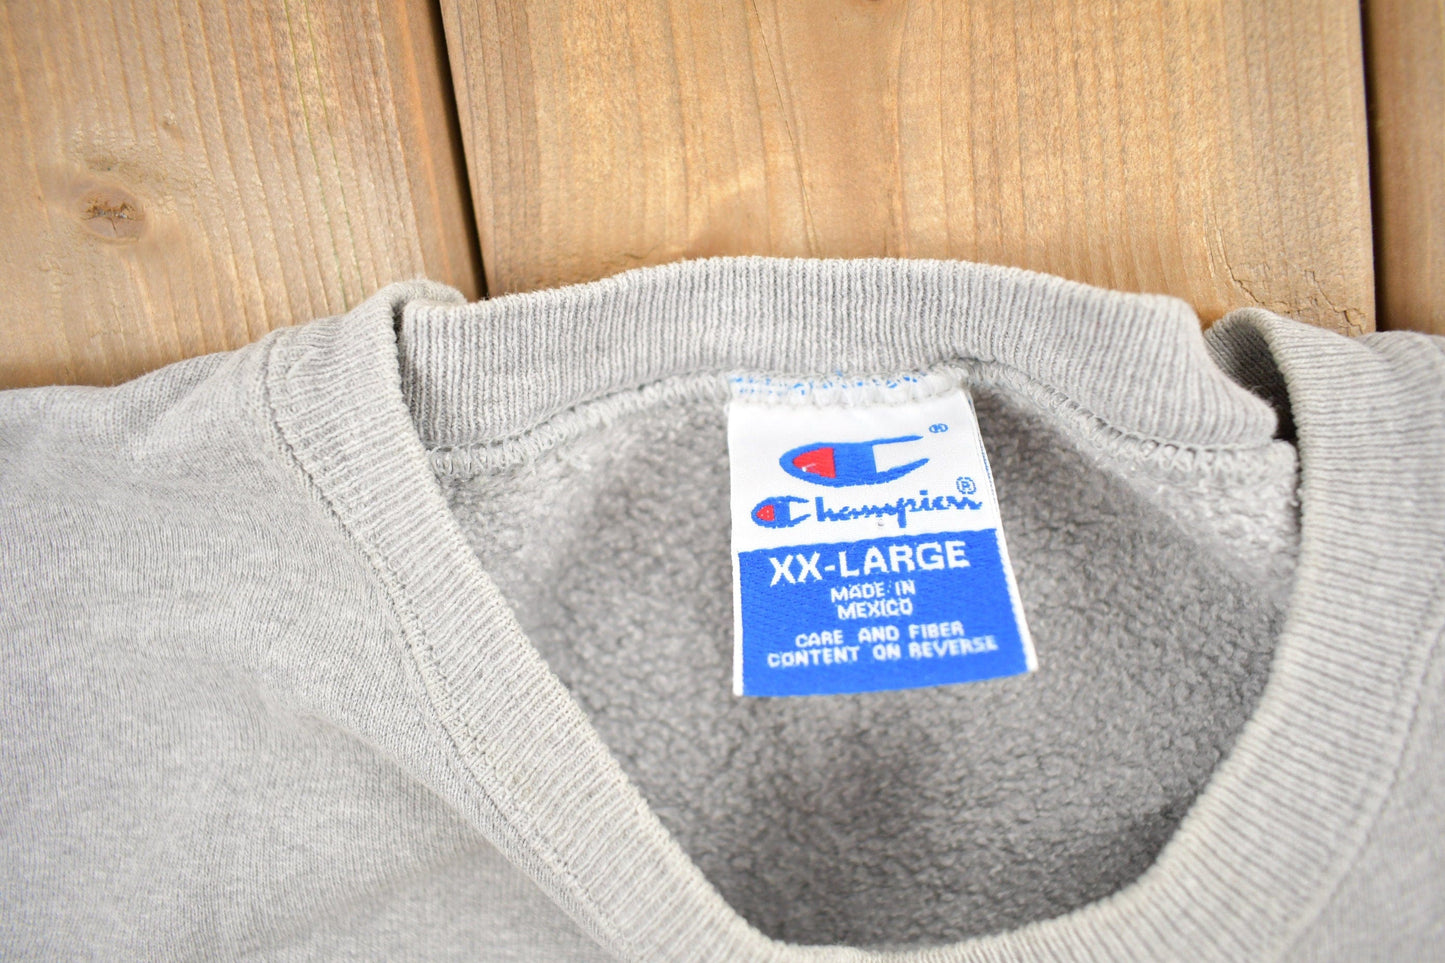 Champion®
XX-LARGE
MADE IN
MEXICO
CARE AND FIBER
CONTENT ON REVERSE